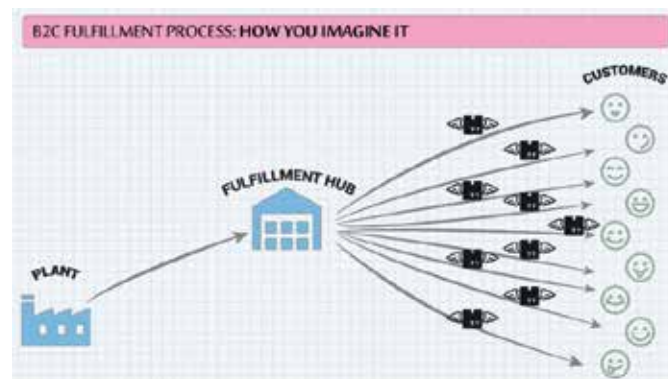 B2C FULFILLMENT PROCESS: HOW YOU IMAGINE IT
CUSTOMERS
FULFILLMENT HUB
PLANT